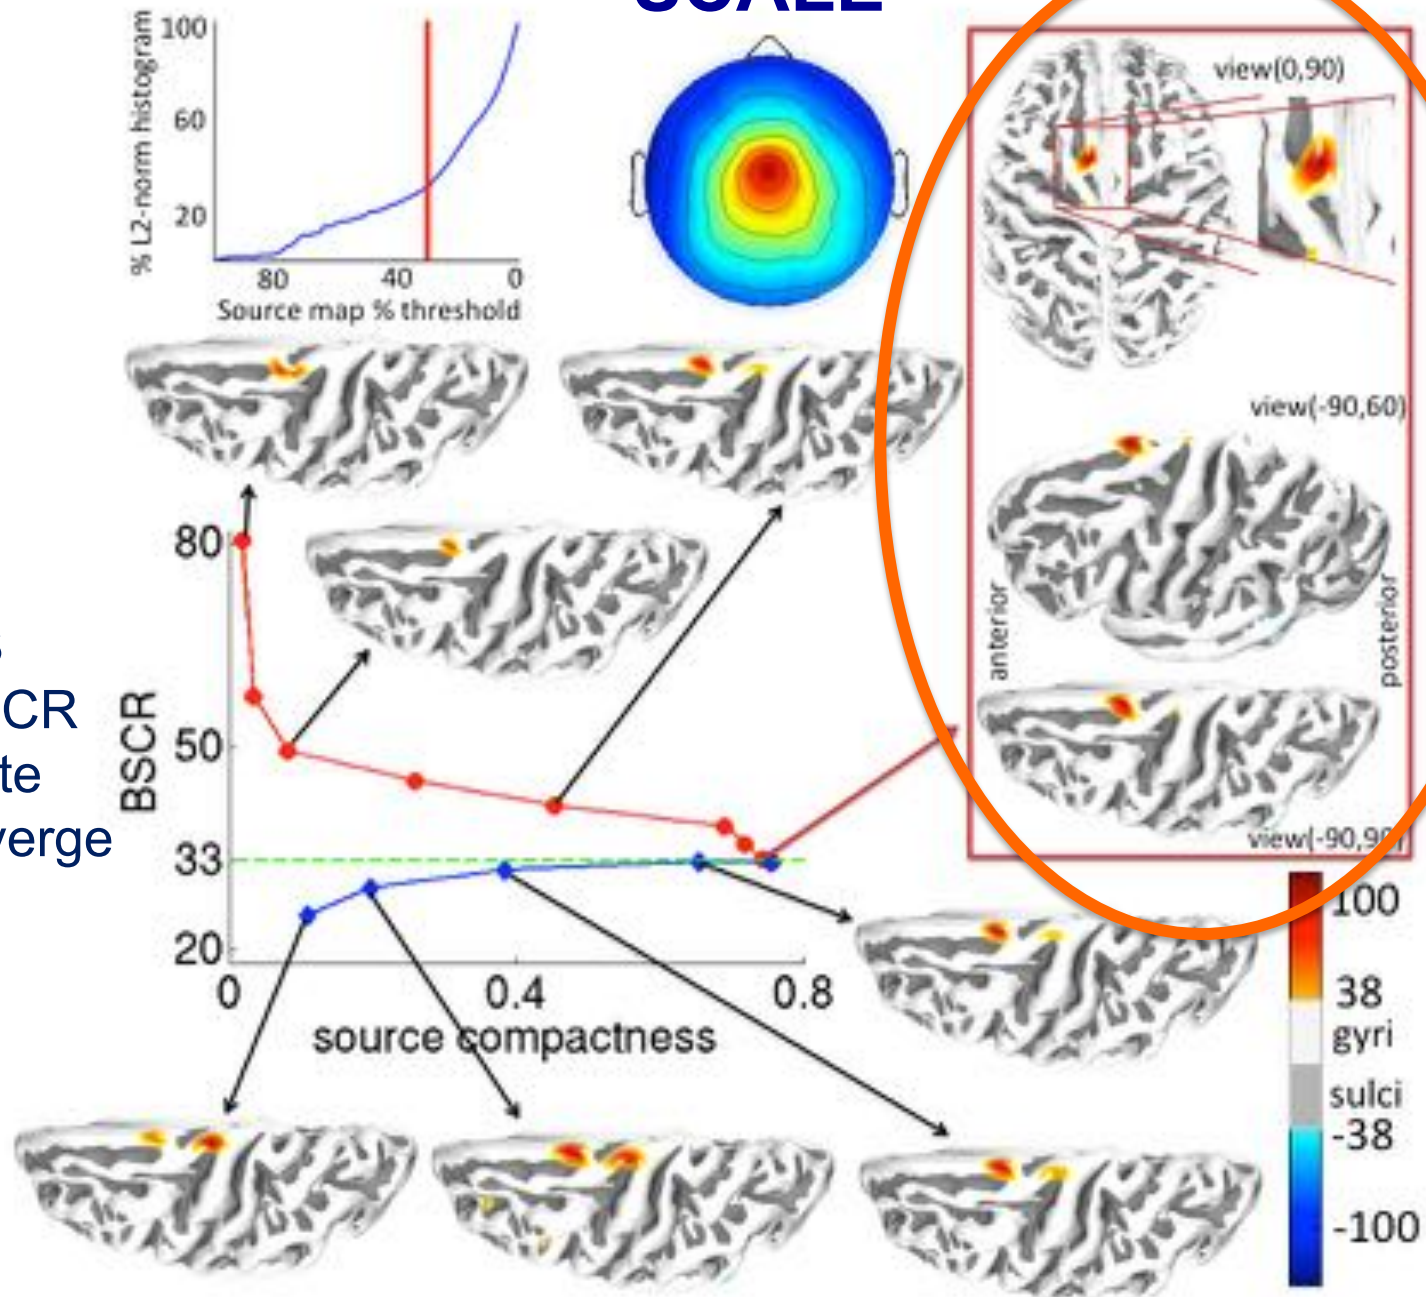 SCALE
100
60
20
% L2-norm histogram
80 40 0
Source map % threshold
view(0,90)
view(-90,60)
anterior
posterior
view(-90,90)
CR
te
verge
80
50
33
20
BSCR
0 0.4 0.8
source compactness
100
38
gyri
sulci
-38
-100